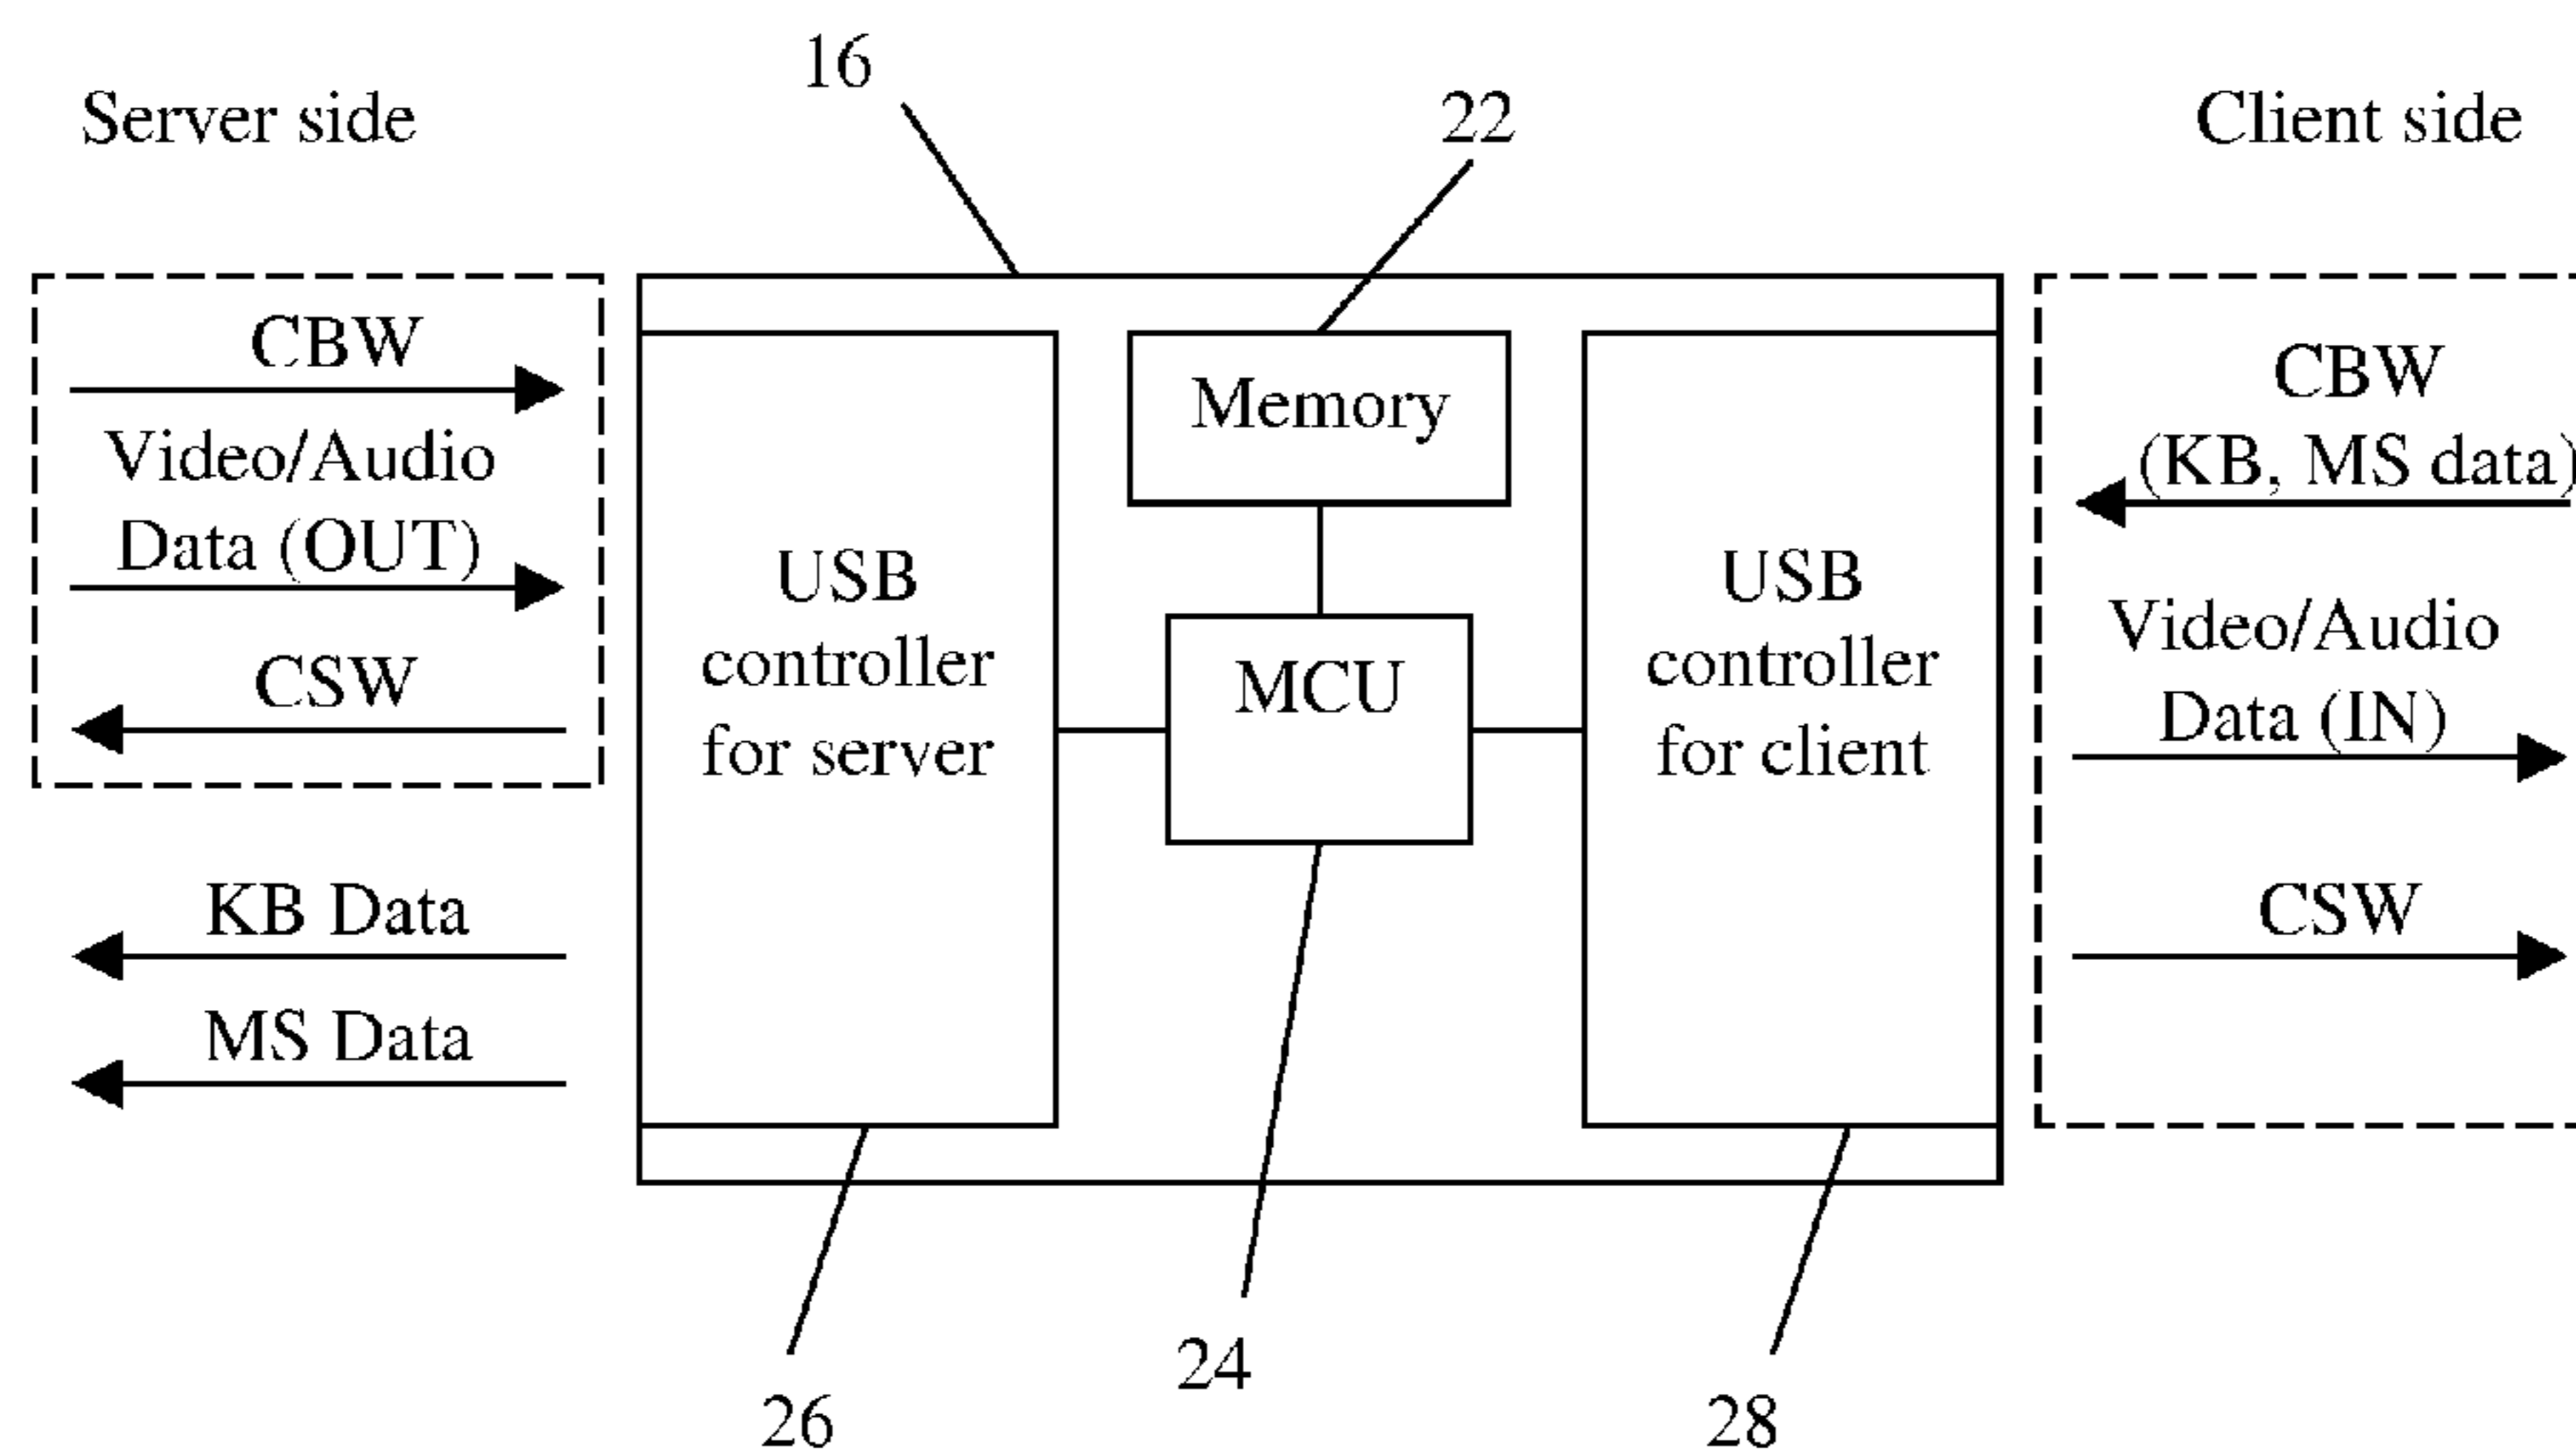 16
22
Server side
Client side
CBW
Video/Audio
Data (OUT)
CSW
KB Data
MS Data
USB
controller
for server
Memory
MCU
USB
controller
for client
CBW
(KB, MS data)
Video/Audio
Data (IN)
CSW
24
26
28